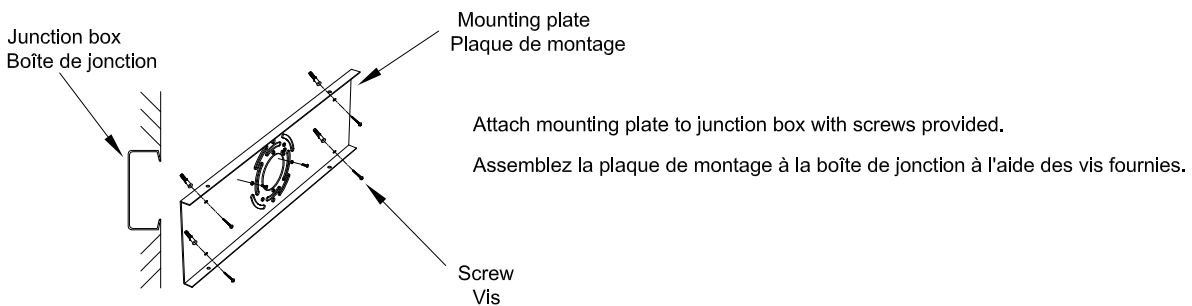 Mounting plate
Plaque de montage
Junction box
Boîte de jonction
Attach mounting plate to junction box with screws provided.
Assemblez la plaque de montage à la boîte de jonction à l'aide des vis fournies.
Screw
Vis